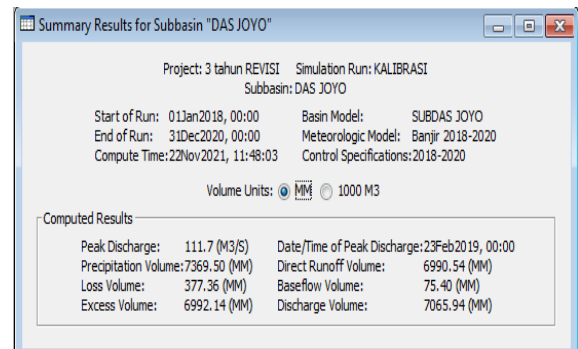 Summary Results for Subbasin "DAS JOYO"
Project: 3 tahun REVISI Simulation Run: KALIBRASI
Subbasin: DAS JOYO
Start of Run: 01Jan2018, 00:00 Basin Model: SUBDAS JOYO
End of Run: 31Dec2020, 00:00 Meteorologic Model: Banjir 2018-2020
Compute Time:22Nov2021, 11:48:03 Control Specifications:2018-2020
Volume Units: MM 1000 M3
Computed Results
Peak Discharge: 111.7 (M3/S) Date/Time of Peak Discharge:23Feb2019, 00:00
Precipitation Volume:7369.50 (MM) Direct Runoff Volume: 6990.54 (MM)
Loss Volume: 377.36 (MM) Baseflow Volume: 75.40 (MM)
Excess Volume: 6992.14 (MM) Discharge Volume: 7065.94 (MM)